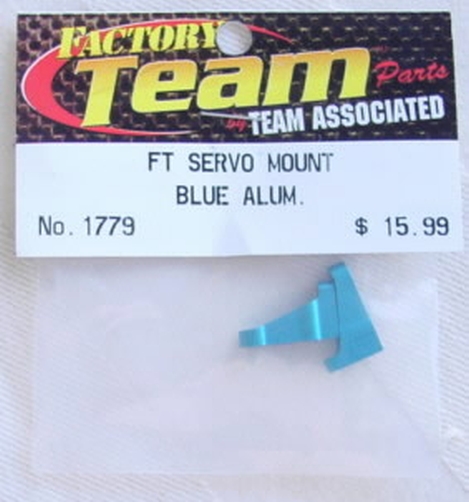 FACTORY
Team Parts
by TEAM ASSOCIATED
FT SERVO MOUNT
BLUE ALUM.
No. 1779 $ 15.99